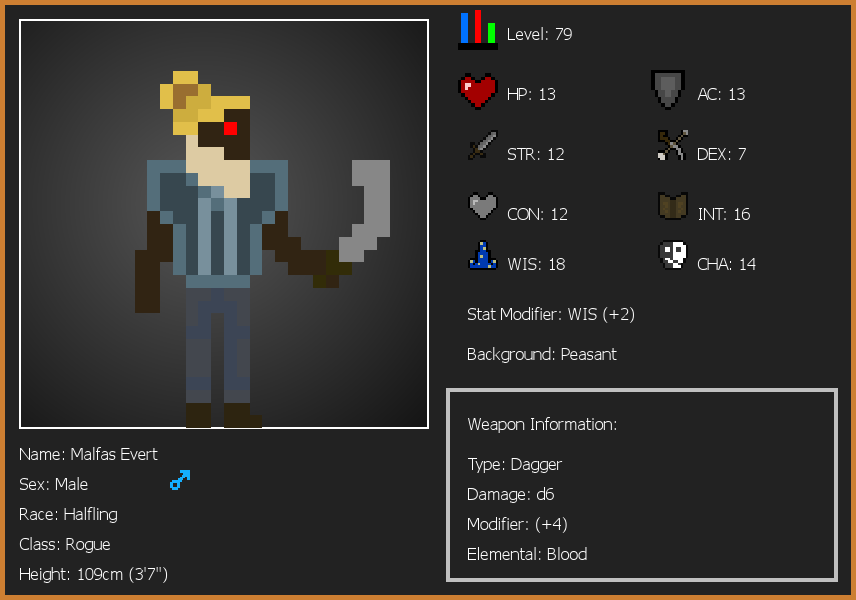 Level: 79
HP: 13
AC: 13
STR: 12
DEX: 7
CON: 12
INT: 16
WIS: 18
CHA: 14
Stat Modifier: WIS (+2)
Background: Peasant
Weapon Information:
Type: Dagger
Damage: d6
Modifier: (+4)
Elemental: Blood
Name: Malfas Evert
Sex: Male
Race: Halfling
Class: Rogue
Height: 109cm (3'7")